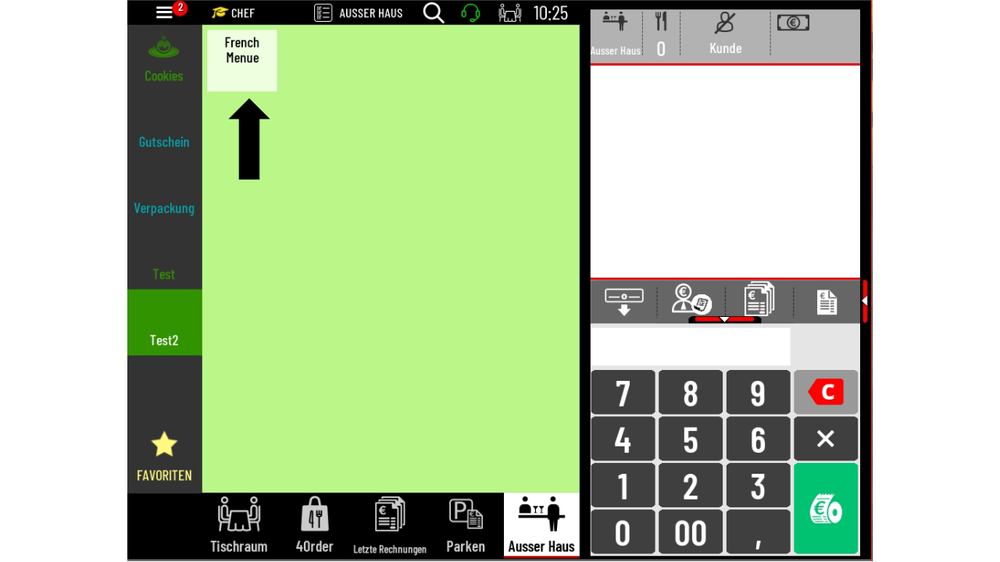 2
CHEF
AUSSER HAUS
10:25
Cookies
Gutschein
Verpackung
Test
Test2
FAVORITEN
French
Menue
Tischraum
4Order
Letzte Rechnungen
P
Parken
Ausser Haus
Ausser Haus
0
Kunde
7 8 9 C
4 5 6 ×
1 2 3
0 00 ,